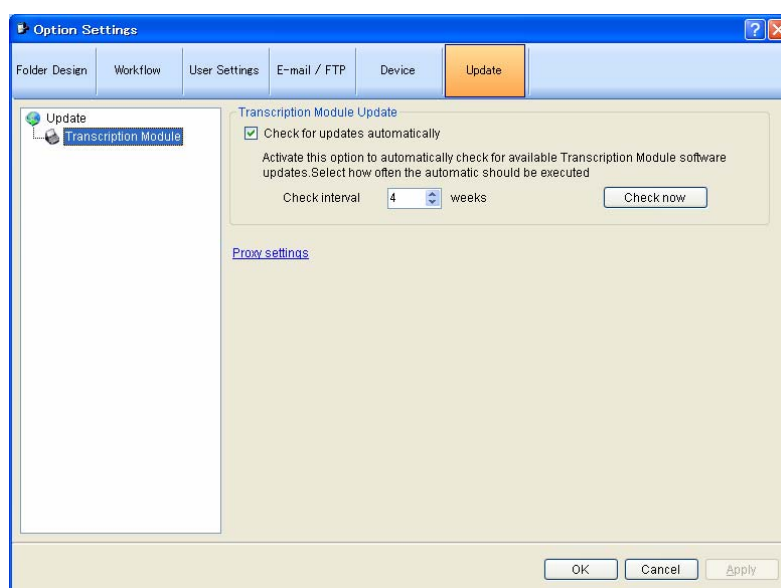 Option Settings
?
Folder Design
Workflow
User Settings
E-mail / FTP
Device
Update
Update
Transcription Module
Transcription Module Update
Check for updates automatically
Activate this option to automatically check for available Transcription Module software
updates.Select how often the automatic should be executed
Check interval 4 weeks Check now
Proxy settings
OK Cancel Apply